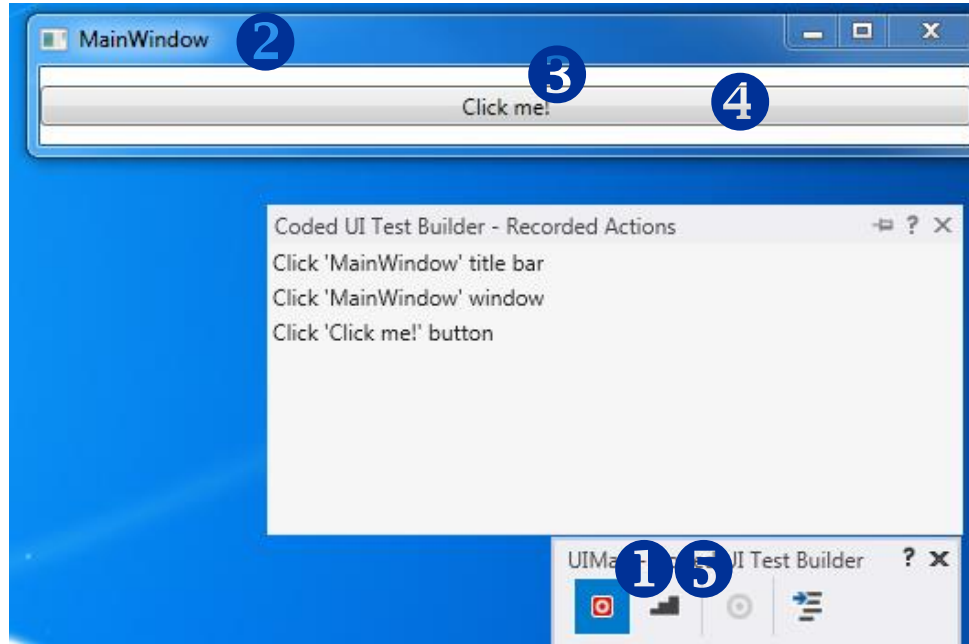 MainWindow
2
3
Click me!
4
Coded UI Test Builder - Recorded Actions
Click 'MainWindow' title bar
Click 'MainWindow' window
Click 'Click me!' button
1
5
UI Test Builder